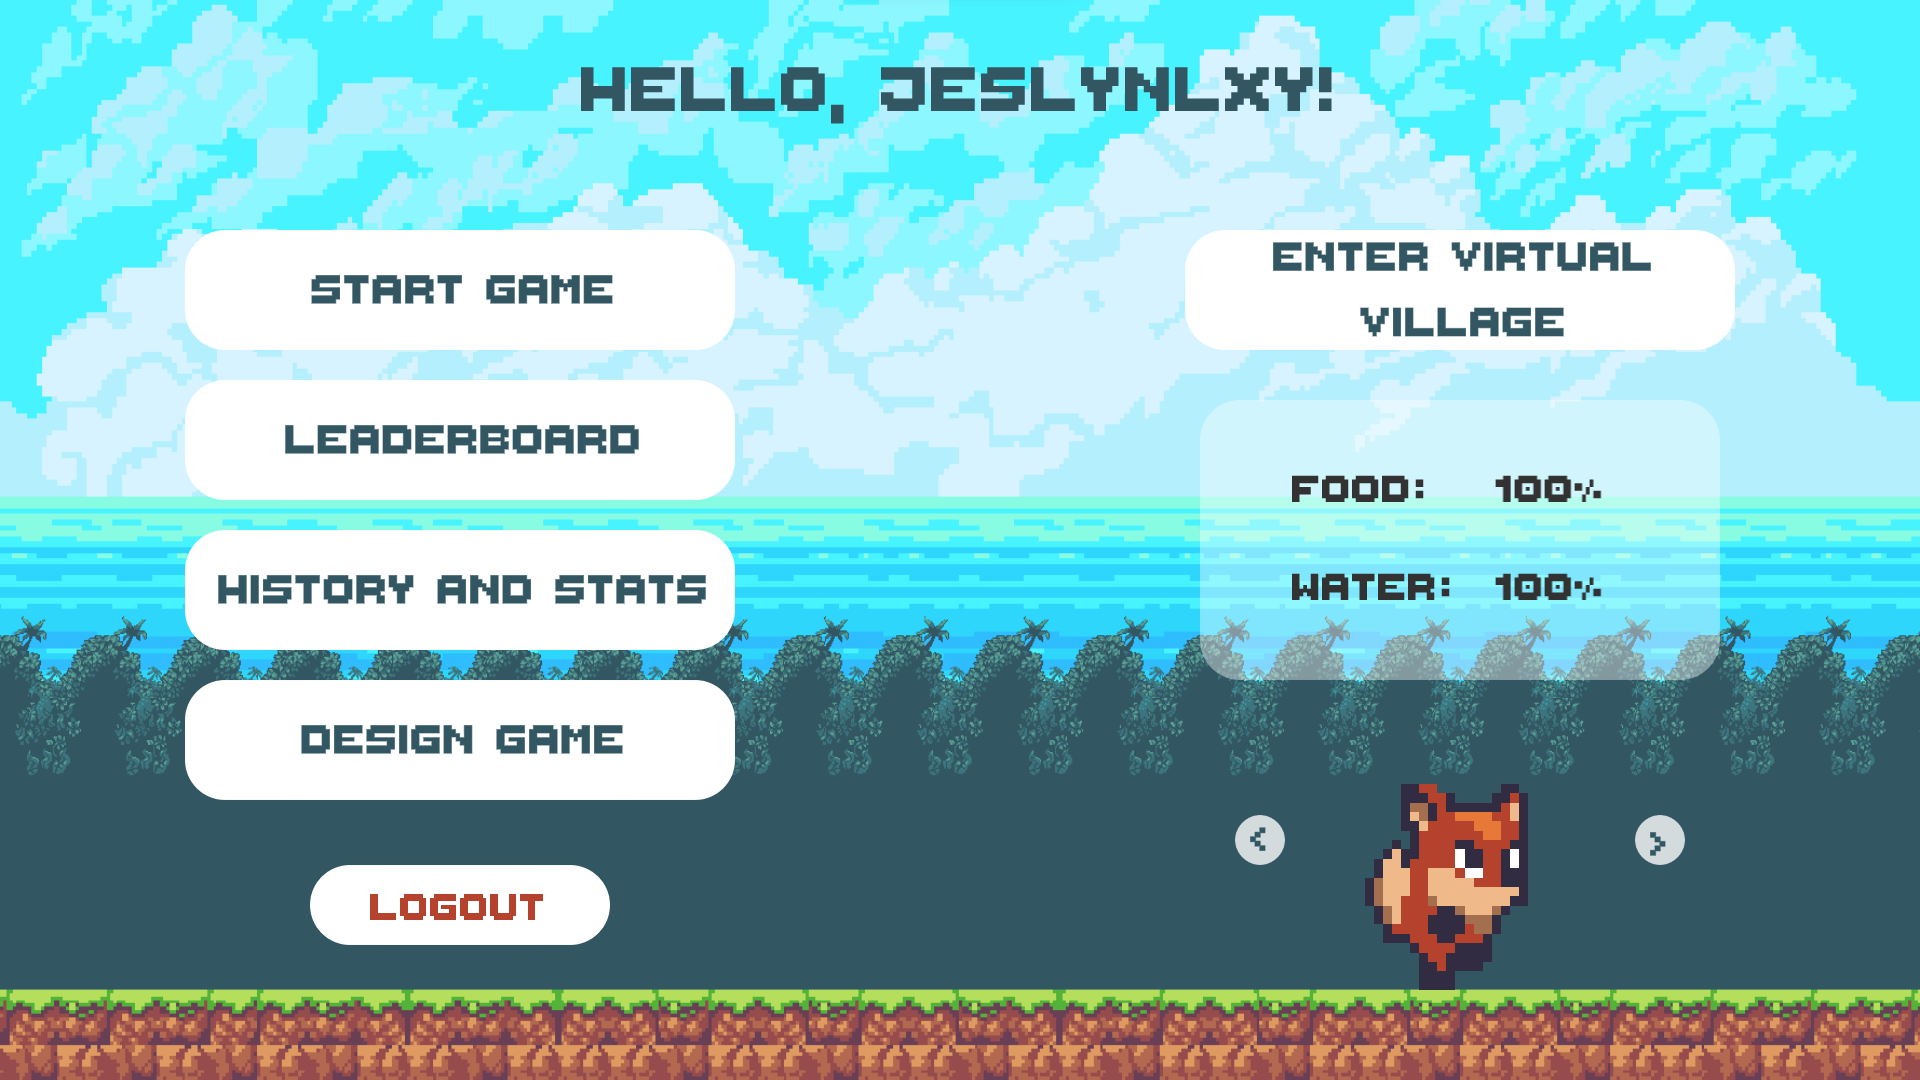 HELLO, JESLYNLXY!
START GAME
LEADERBOARD
HISTORY AND STATS
DESIGN GAME
LOGOUT
ENTER VIRTUAL
VILLAGE
FOOD: 100%
WATER: 100%
<
>